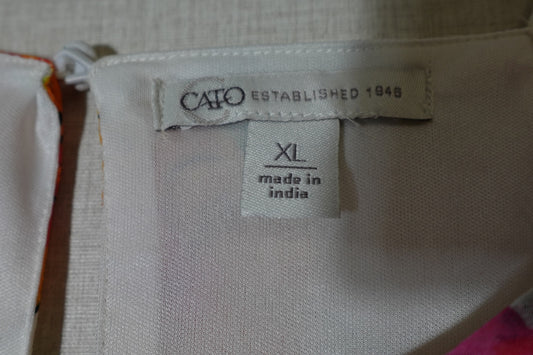 CATO ESTABLISHED 1946
XL
made in
india